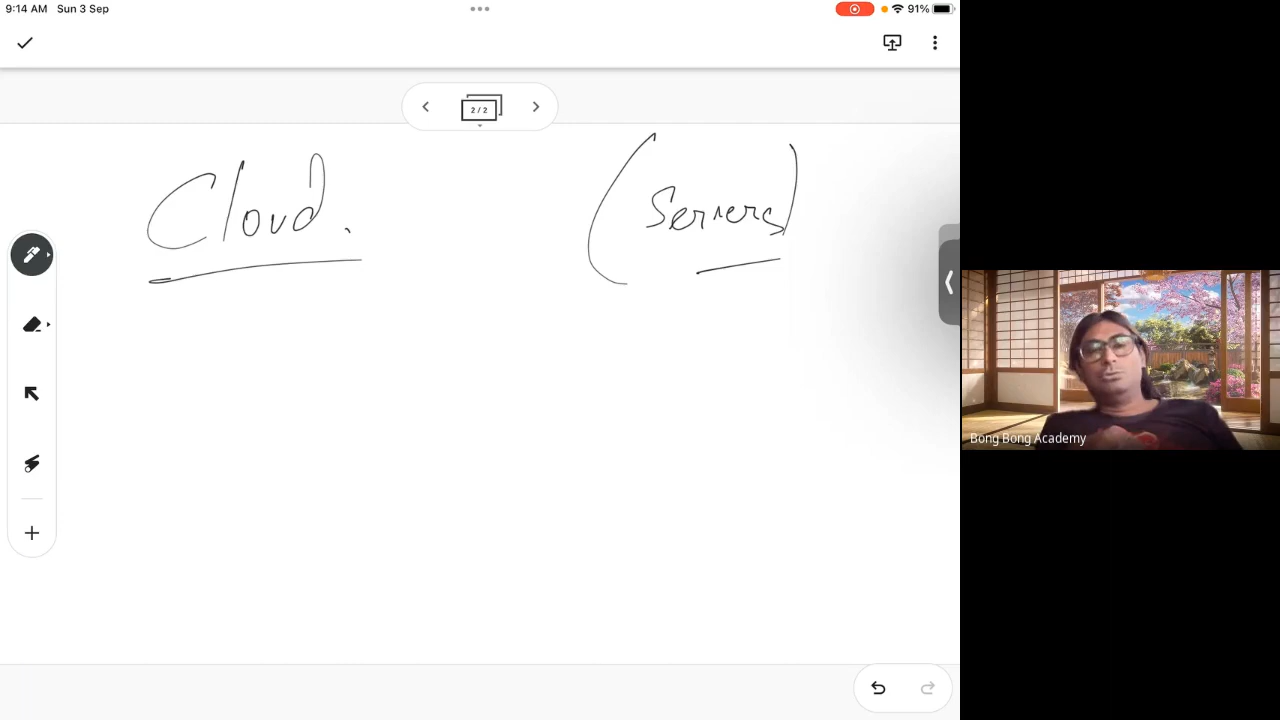 9:14 AM Sun 3 Sep
91%
2 / 2
Cloud.
(Servers)
Bong Bong Academy